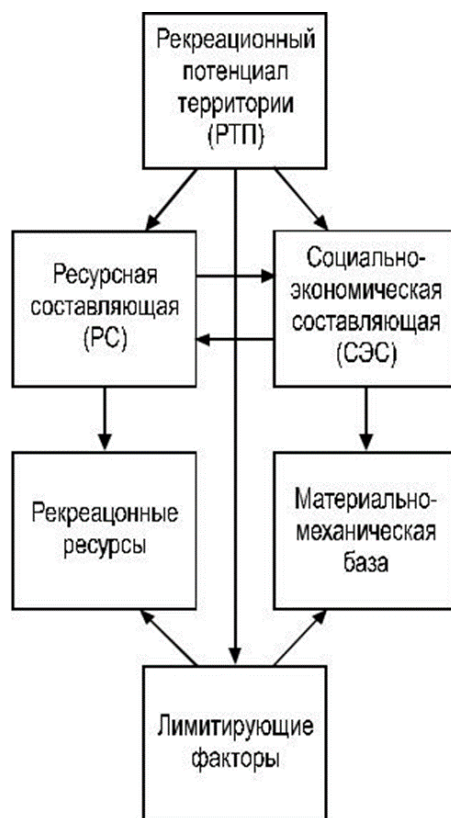 Рекреационный
потенциал
территории
(РТП)
Ресурсная
составляющая
(РС)
Социально-
экономическая
составляющая
(СЭС)
Рекреацонные
ресурсы
Материально-
механическая
база
Лимитирующие
факторы